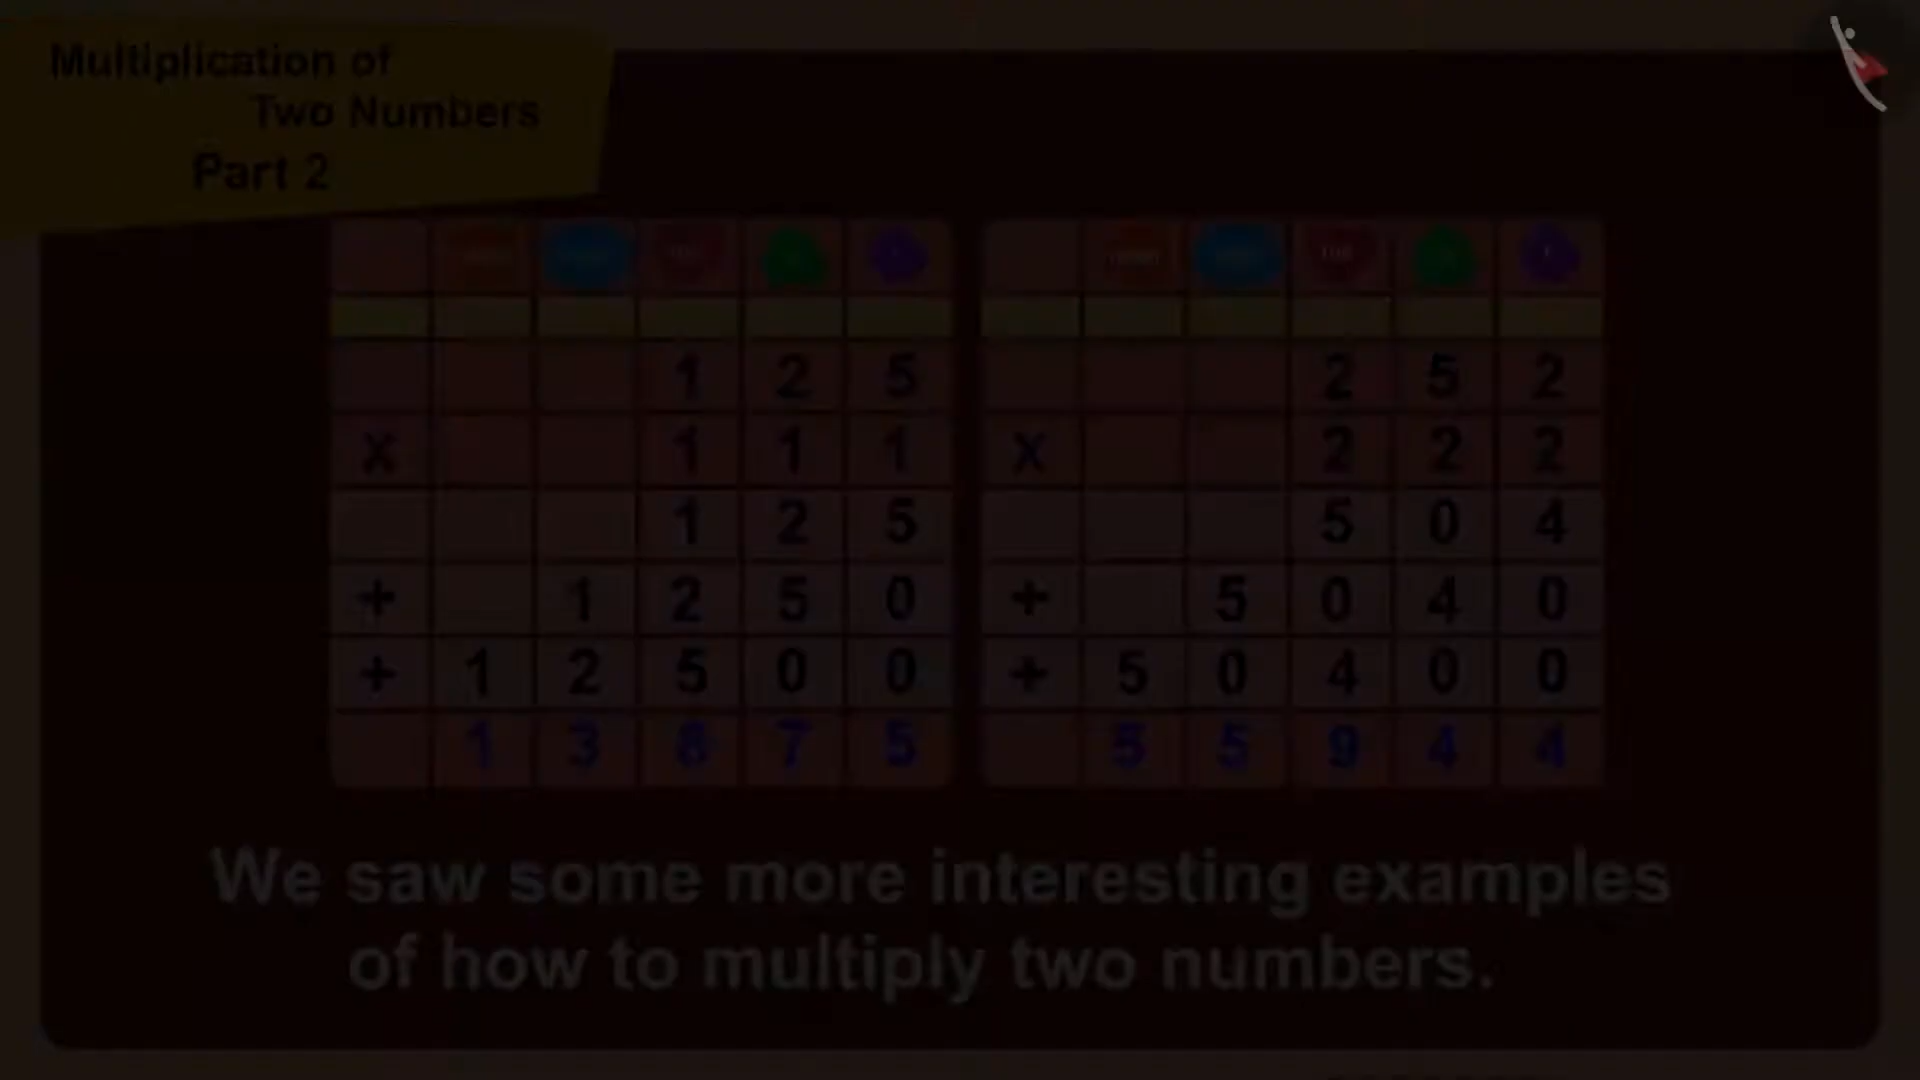 Multiplication of
Two Numbers
Part 2
1 2 5
x 1 1 1
1 2 5
+ 1 2 5 0
+ 1 2 5 0 0
1 3 8 7 5
2 5 2
x 2 2 2
5 0 4
+ 5 0 4 0
+ 5 0 4 0 0
5 5 9 4 4
We saw some more interesting examples
of how to multiply two numbers.